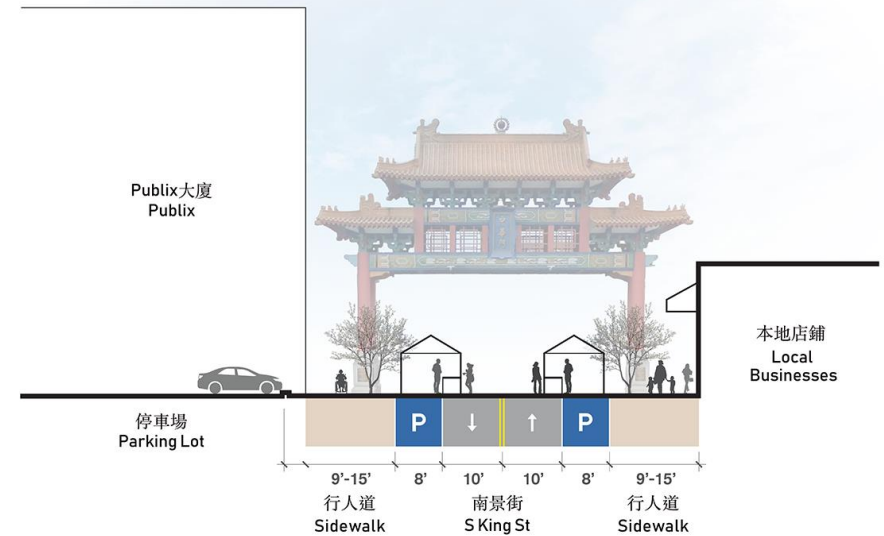 Publix大廈
Publix
本地店鋪
Local
Businesses
停車場
Parking Lot
P
↓
↑
P
9’-15’
8’
10’
10’
8’
9’-15’
行人道
Sidewalk
南景街
S King St
行人道
Sidewalk